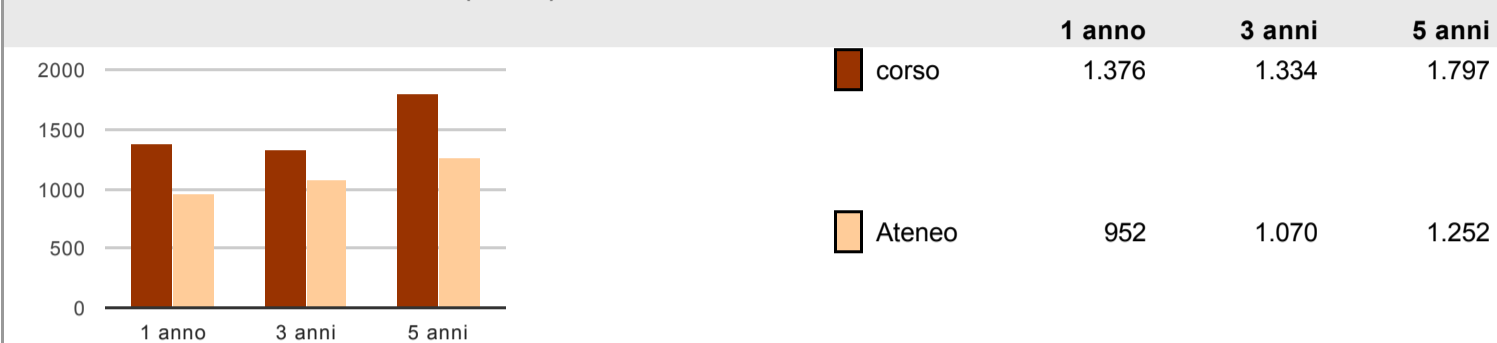 1 anno 3 anni 5 anni
2000
1500
1000
500
0
1 anno 3 anni 5 anni
corso 1.376 1.334 1.797
Ateneo 952 1.070 1.252